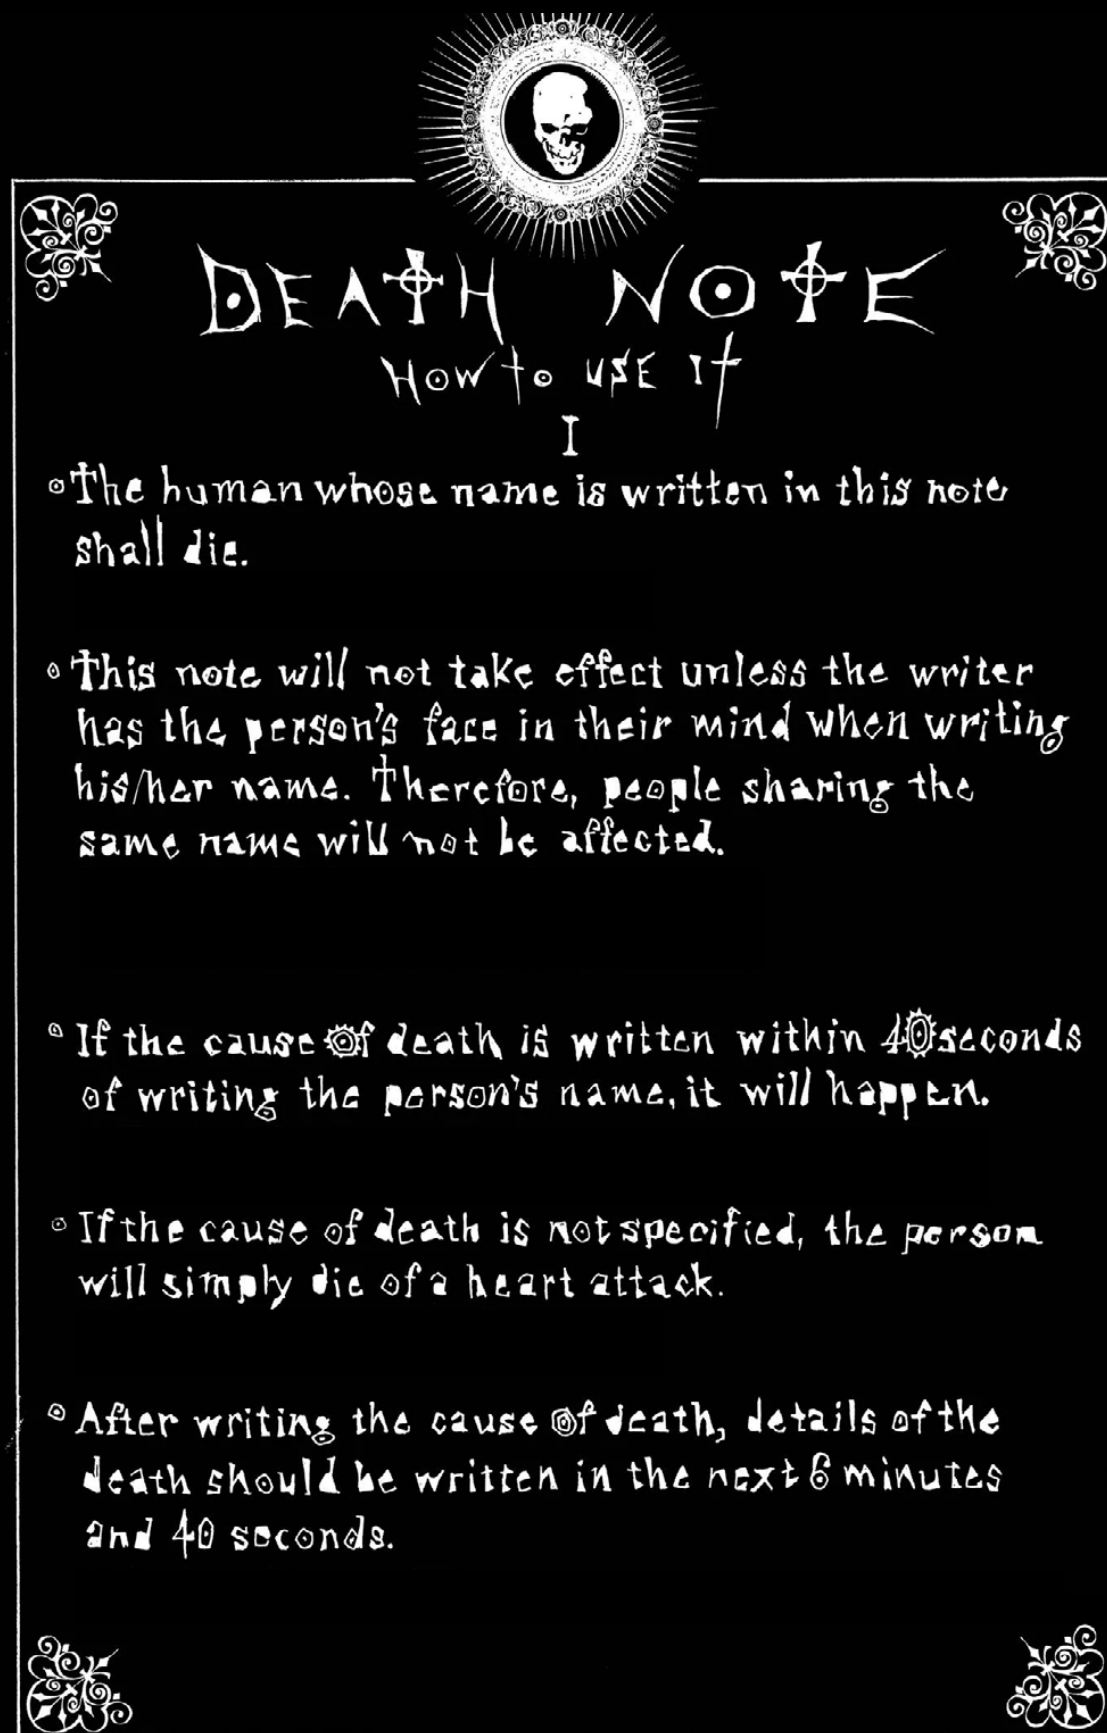 DEATH NOTE
HOW to USE It
I
The human whose name is written in this note
shall die.
This note will not take effect unless the writer
has the person's face in their mind when writing
his/her name. Therefore, people sharing the
same name will not be affected.
If the cause of death is written within 40 seconds
of writing the person's name, it will happen.
If the cause of death is not specified, the person
will simply die of a heart attack.
After writing the cause of death, details of the
death should be written in the next 6 minutes
and 40 seconds.